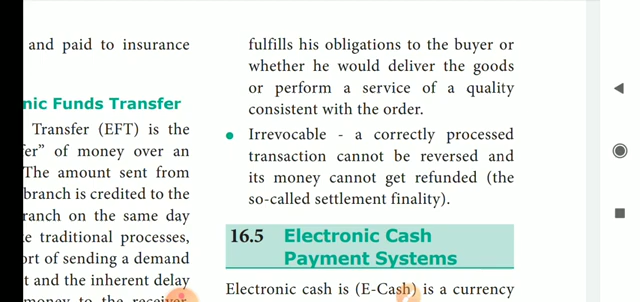 and paid to insurance
nic Funds Transfer
Transfer (EFT) is the
of money over an
The amount sent from
branch is credited to the
ranch on the same day
traditional processes,
ort of sending a demand
t and the inherent delay
money to the receiver
fulfills his obligations to the buyer or
whether he would deliver the goods
or perform a service of a quality
consistent with the order.
• Irrevocable - a correctly processed
transaction cannot be reversed and
its money cannot get refunded (the
so-called settlement finality).
16.5 Electronic Cash
Payment Systems
Electronic cash is (E-Cash) is a currency